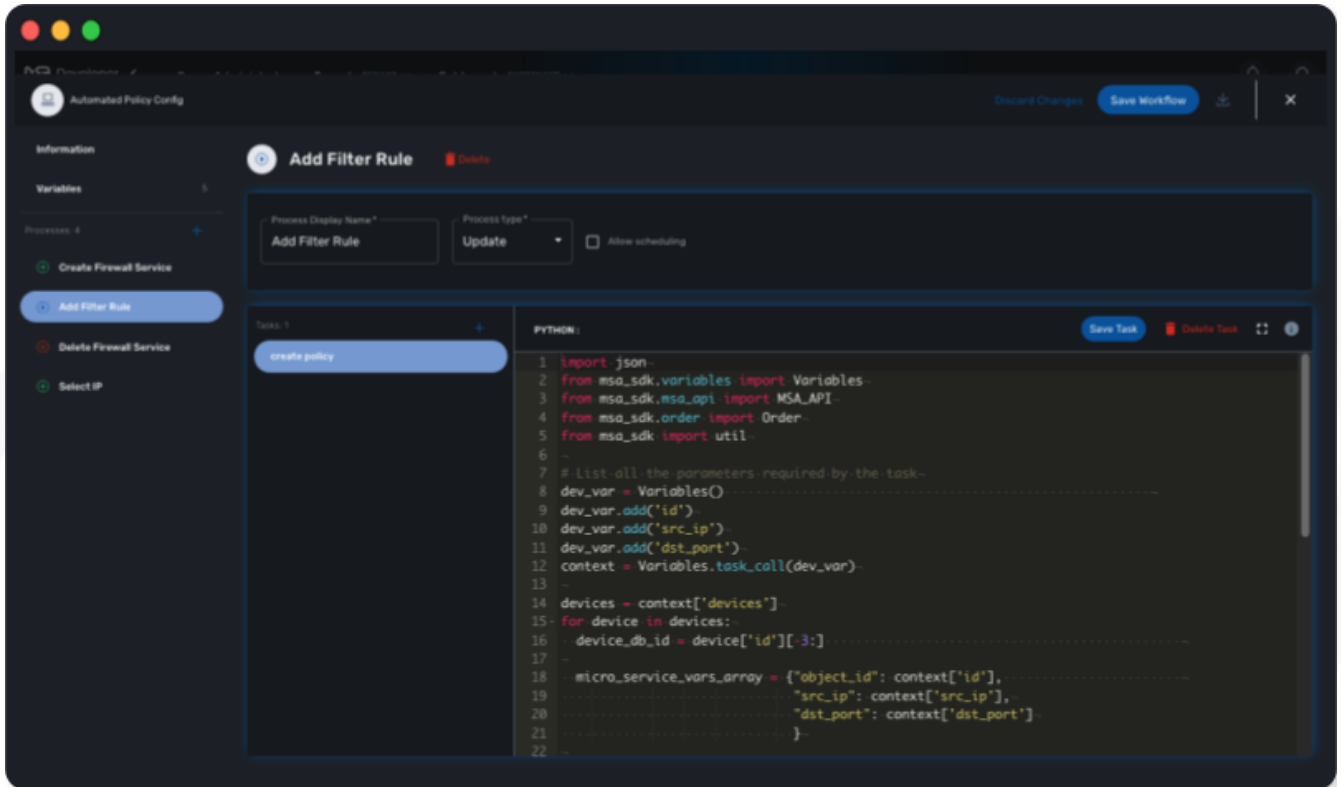 Developer
Automated Policy Config
Discard Changes
Save Workflow
Information
Variables 5
Processes: 4 +
Create Firewall Service
Add Filter Rule
Delete Firewall Service
Select IP
Add Filter Rule
Delete
Process Display Name*
Add Filter Rule
Process type*
Update
Allow scheduling
Tasks: 1 +
create policy
PYTHON:
Save Task
Delete Task
1 import json
2 from msa_sdk.variables import Variables
3 from msa_sdk.msa_api import MSA_API
4 from msa_sdk.order import Order
5 from msa_sdk import util
6
7 # List all the parameters required by the task
8 dev_var = Variables()
9 dev_var.add('id')
10 dev_var.add('src_ip')
11 dev_var.add('dst_port')
12 context = Variables.task_call(dev_var)
13
14 devices = context['devices']
15 for device in devices:
16 device_db_id = device['id'][-3:]
17
18 micro_service_vars_array = {"object_id": context['id'],
19 "src_ip": context['src_ip'],
20 "dst_port": context['dst_port']
21 }
22